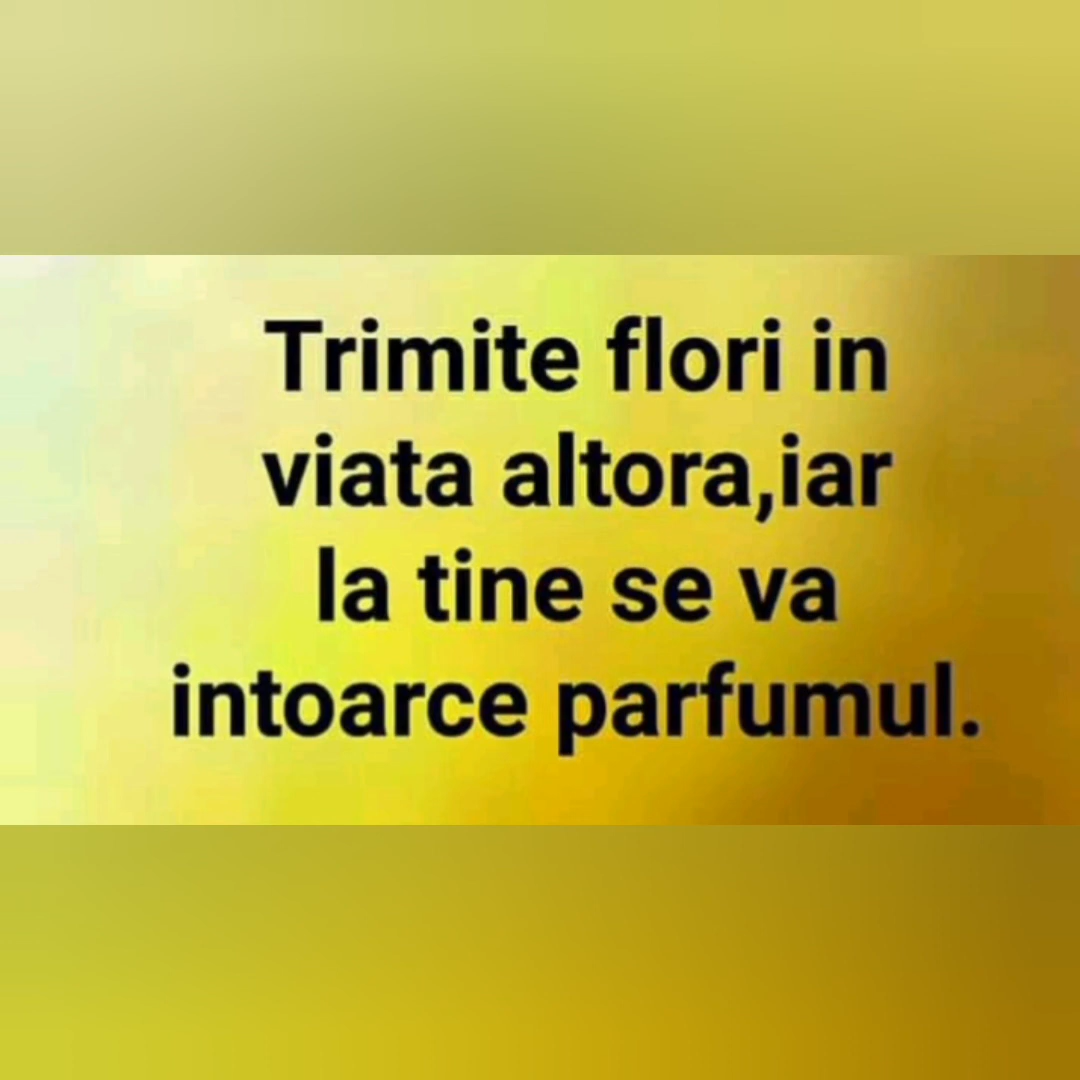 Trimite flori in
viata altora,iar
la tine se va
intoarce parfumul.